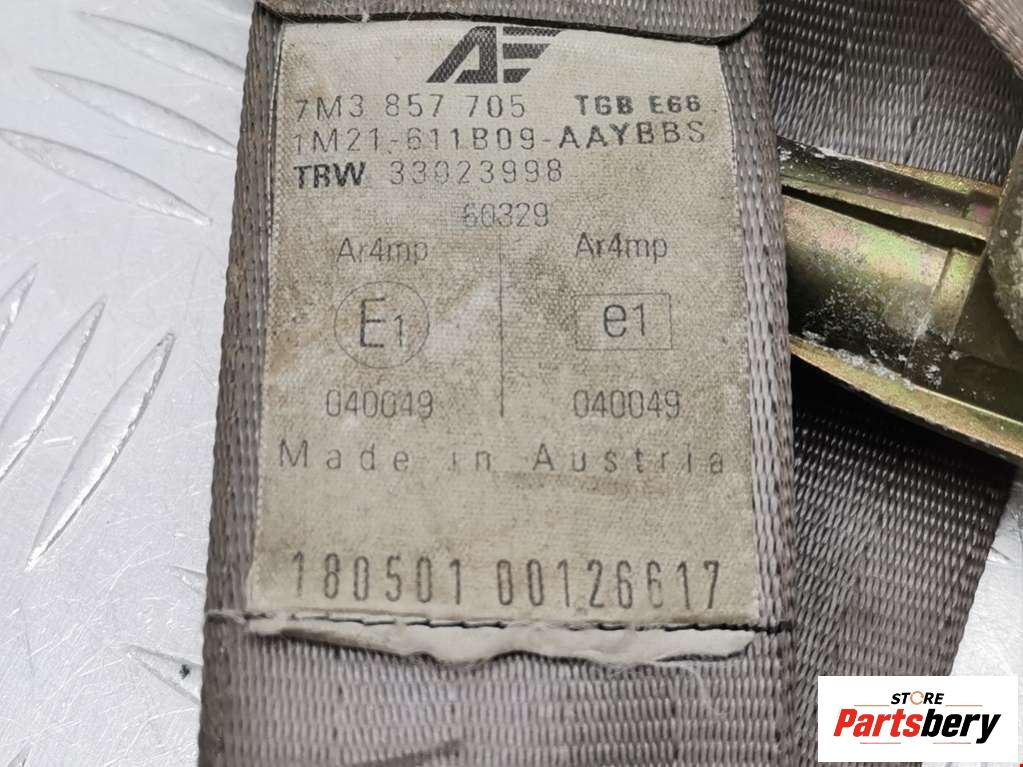 AE
7M3 857 705 TGB E66
1M21-611B09-AAYBBS
TRW 33023998
60329
Ar4mp Ar4mp
E1 e1
040049 040049
Made in Austria
180501 00126617
STORE
Partsbery